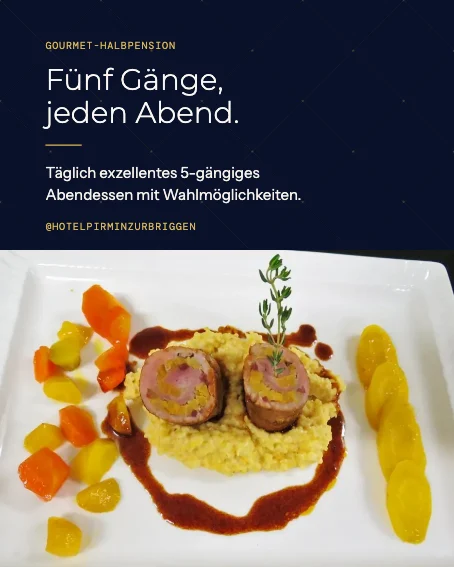 GOURMET-HALBPENSION
Fünf Gänge,
jeden Abend.
Täglich exzellentes 5-gängiges
Abendessen mit Wahlmöglichkeiten.
@HOTELPIRMINZURBRIGGEN